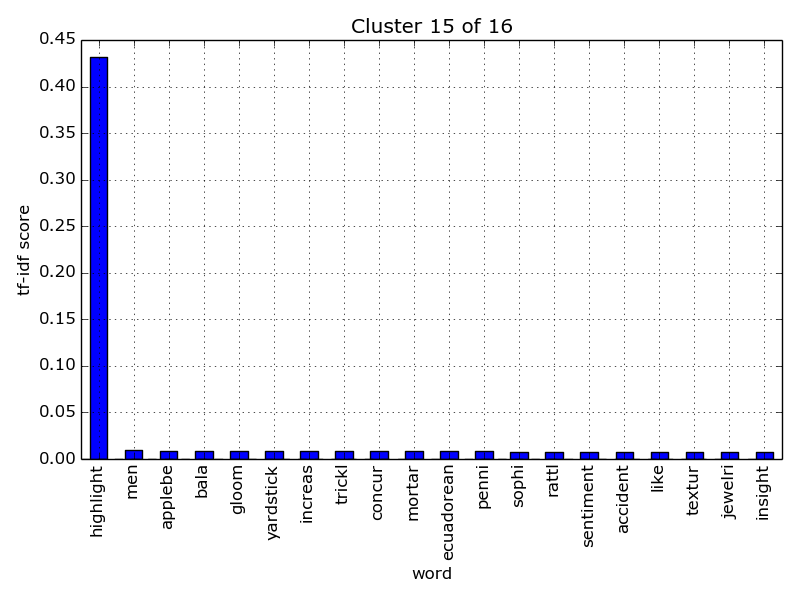 Cluster 15 of 16
0.45
0.40
0.35
0.30
0.25
0.20
0.15
0.10
0.05
0.00
tf-idf score
highlight
men
applebe
bala
gloom
yardstick
increas
trickl
concur
mortar
ecuadorean
penni
sophi
rattl
sentiment
accident
like
textur
jewelri
insight
word